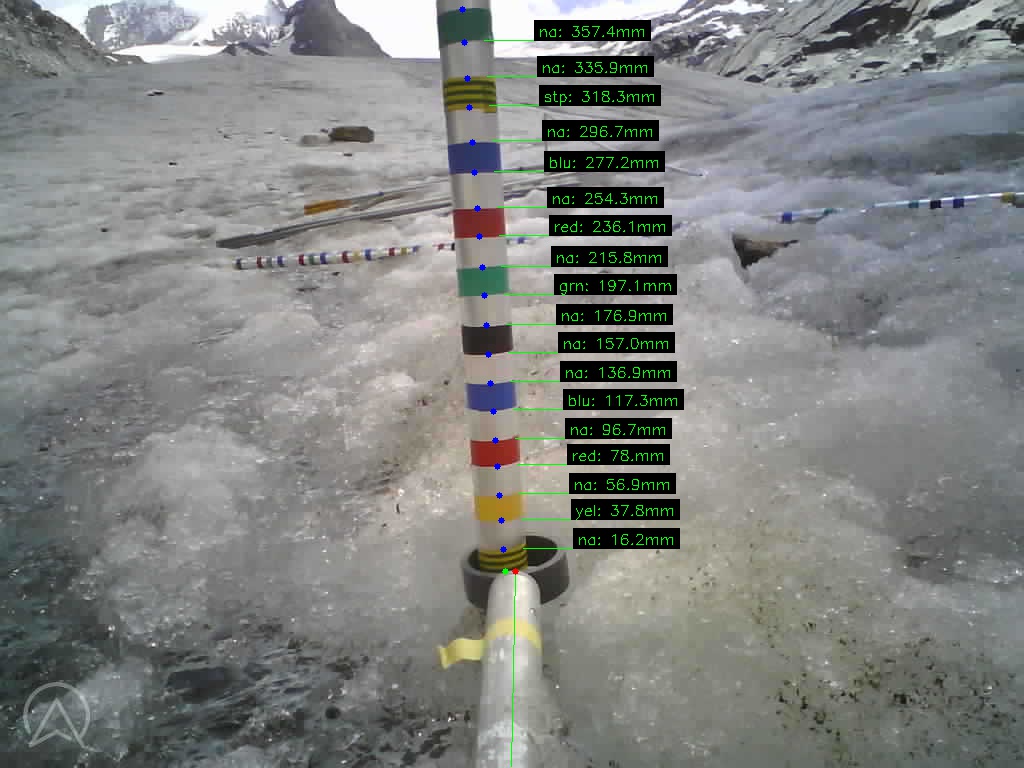 na: 357.4mm
na: 335.9mm
stp: 318.3mm
na: 296.7mm
blu: 277.2mm
na: 254.3mm
red: 236.1mm
na: 215.8mm
grn: 197.1mm
na: 176.9mm
na: 157.0mm
na: 136.9mm
blu: 117.3mm
na: 96.7mm
red: 78.mm
na: 56.9mm
yel: 37.8mm
na: 16.2mm